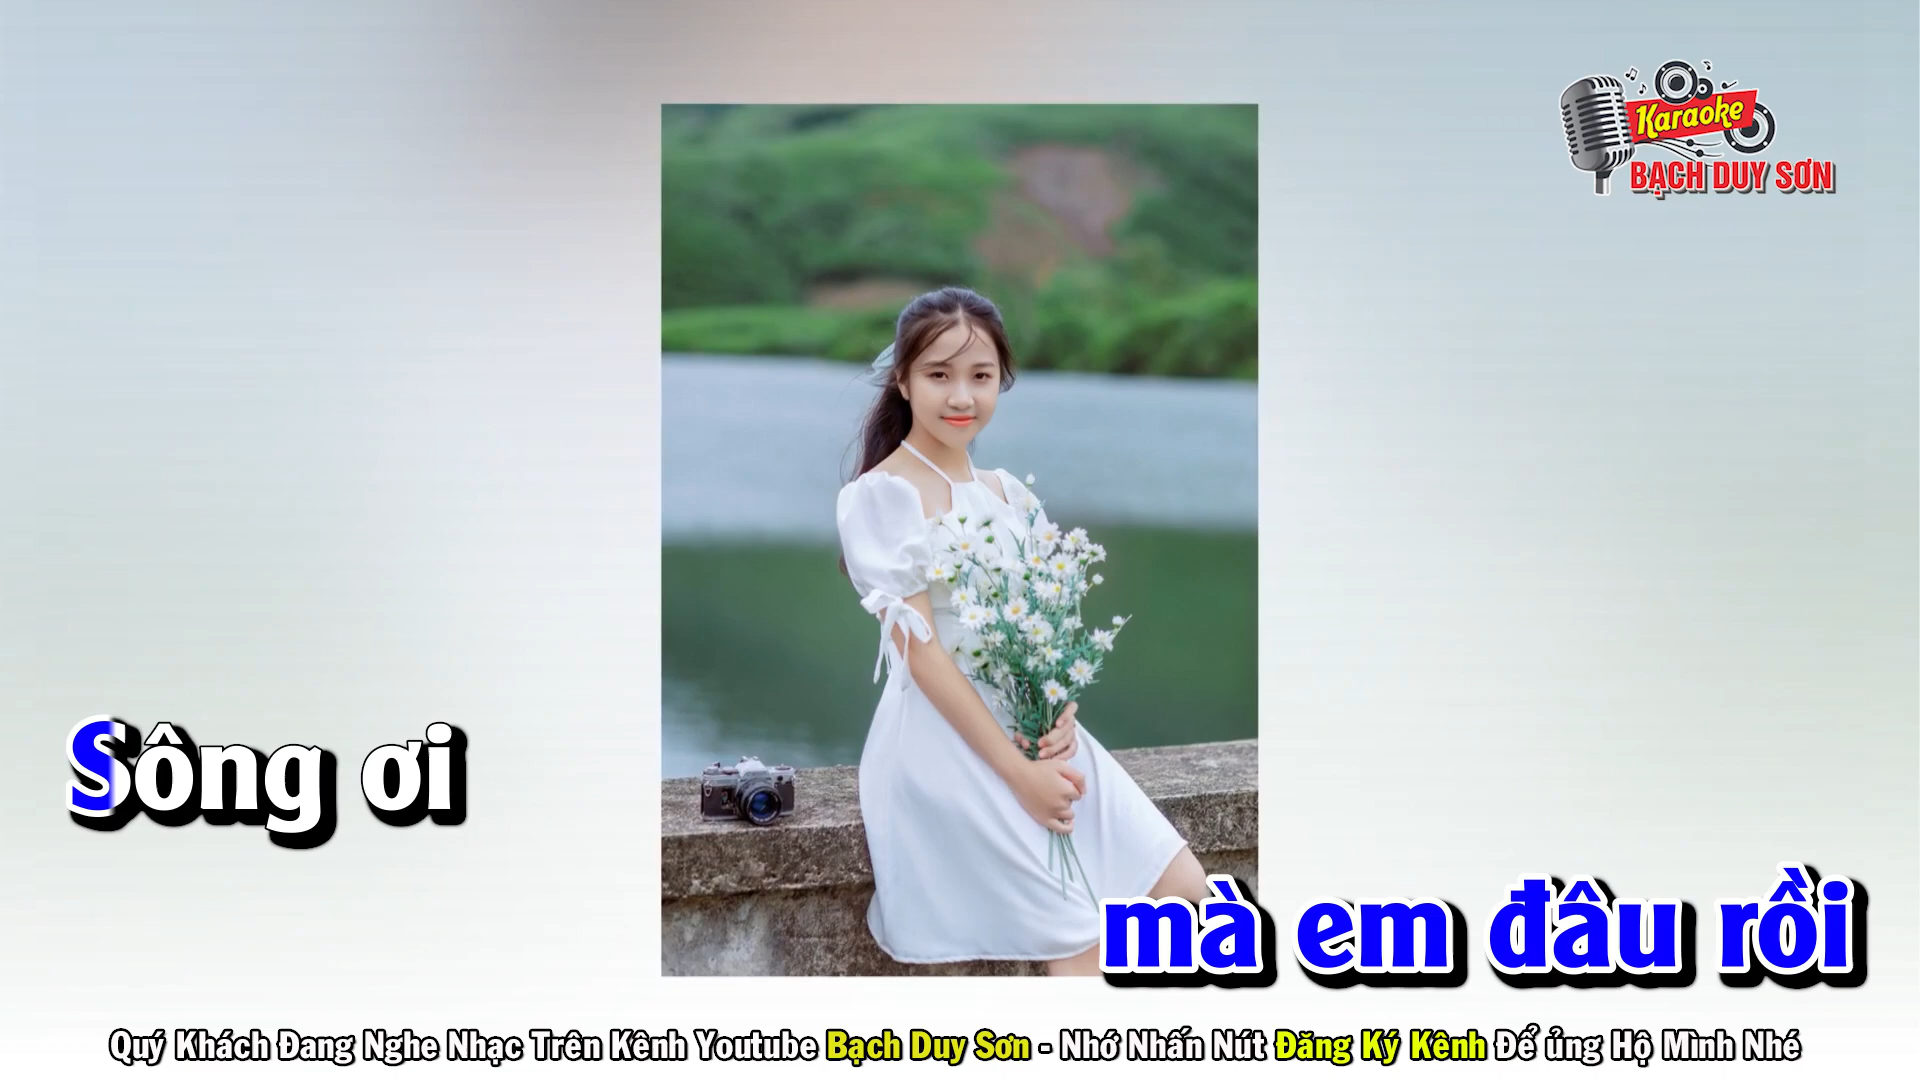 Karaoke
BẠCH DUY SƠN
Sông ơi
mà em đâu rồi
Quý Khách Đang Nghe Nhạc Trên Kênh Youtube Bạch Duy Sơn - Nhớ Nhấn Nút Đăng Ký Kênh Để ủng Hộ Mình Nhé